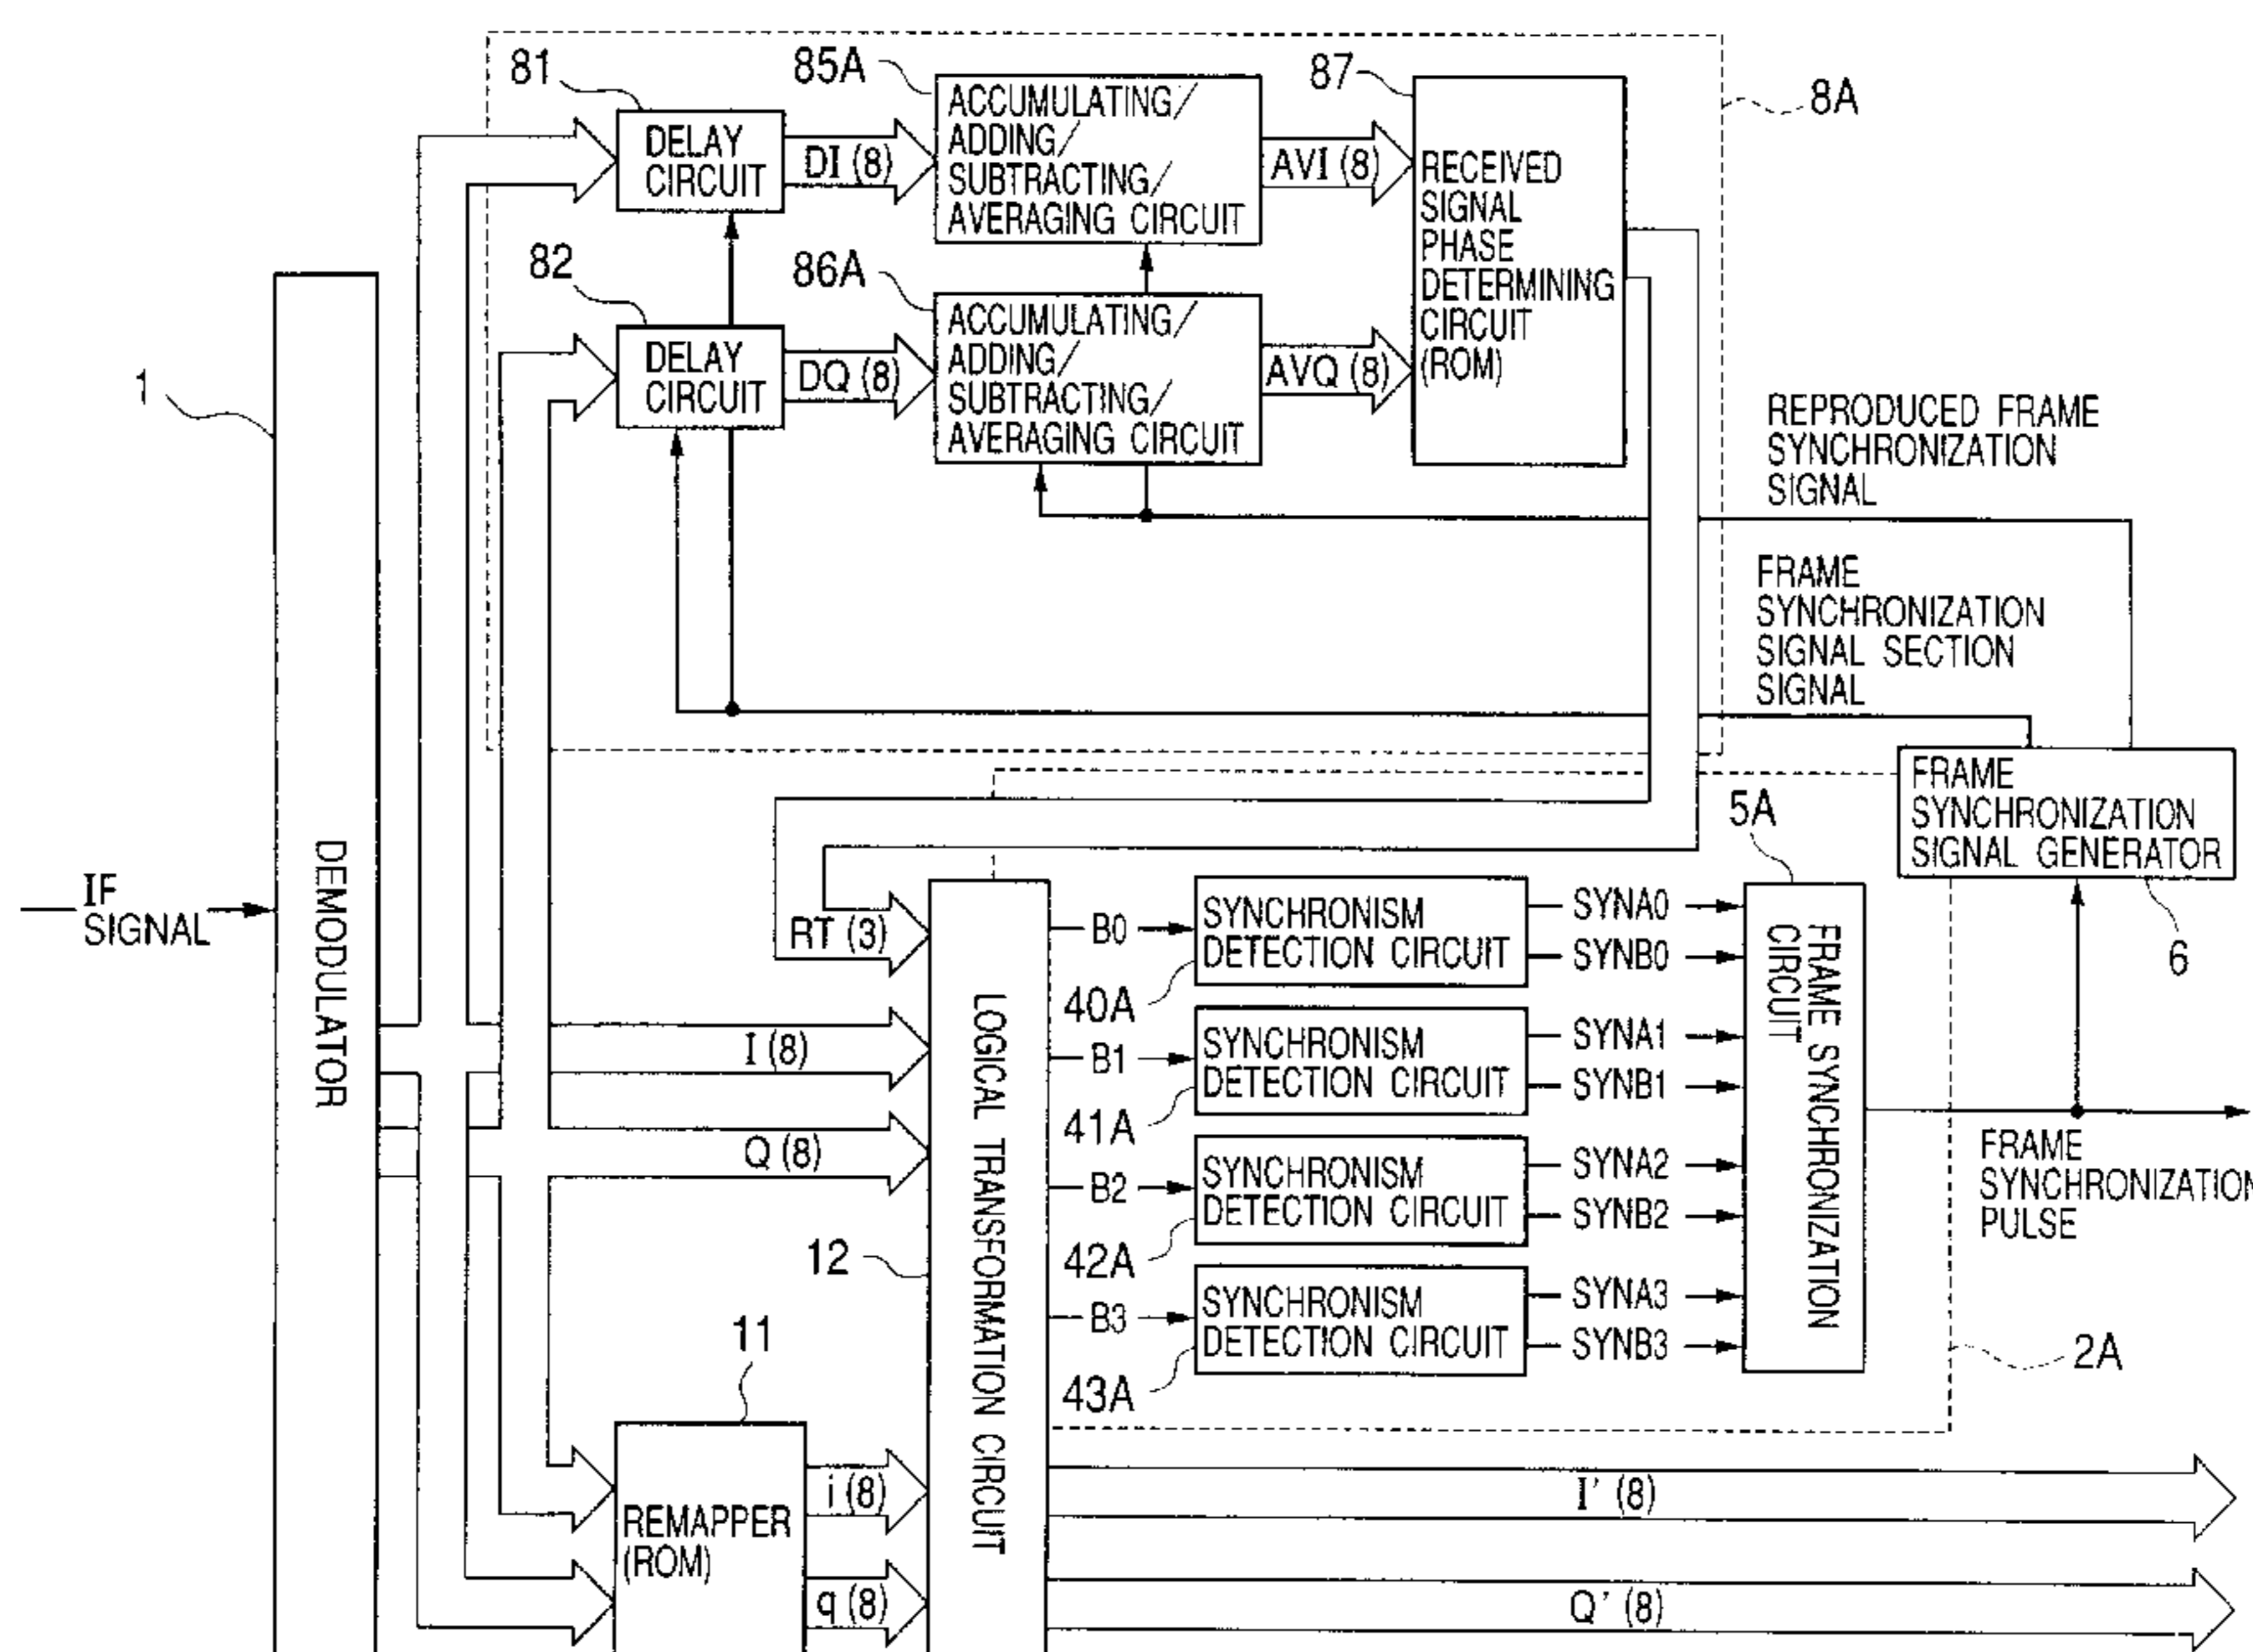 81
85A
87
8A
DELAY
CIRCUIT
DI (8)
ACCUMULATING/
ADDING/
SUBTRACTING/
AVERAGING CIRCUIT
AVI (8)
RECEIVED
SIGNAL
PHASE
DETERMINING
CIRCUIT
(ROM)
82
86A
DELAY
CIRCUIT
DQ (8)
ACCUMULATING/
ADDING/
SUBTRACTING/
AVERAGING CIRCUIT
AVQ (8)
1
REPRODUCED FRAME
SYNCHRONIZATION
SIGNAL
FRAME
SYNCHRONIZATION
SIGNAL SECTION
SIGNAL
FRAME
SYNCHRONIZATION
SIGNAL GENERATOR
6
5A
IF
SIGNAL
DEMODULATOR
RT (3)
I (8)
Q (8)
12
LOGICAL TRANSFORMATION CIRCUIT
B0
SYNCHRONISM
DETECTION CIRCUIT
SYNA0
SYNB0
40A
B1
SYNCHRONISM
DETECTION CIRCUIT
SYNA1
SYNB1
41A
B2
SYNCHRONISM
DETECTION CIRCUIT
SYNA2
SYNB2
42A
B3
SYNCHRONISM
DETECTION CIRCUIT
SYNA3
SYNB3
43A
FRAME SYNCHRONIZATION
CIRCUIT
FRAME
SYNCHRONIZATION
PULSE
2A
11
REMAPPER
(ROM)
i (8)
q (8)
I' (8)
Q' (8)